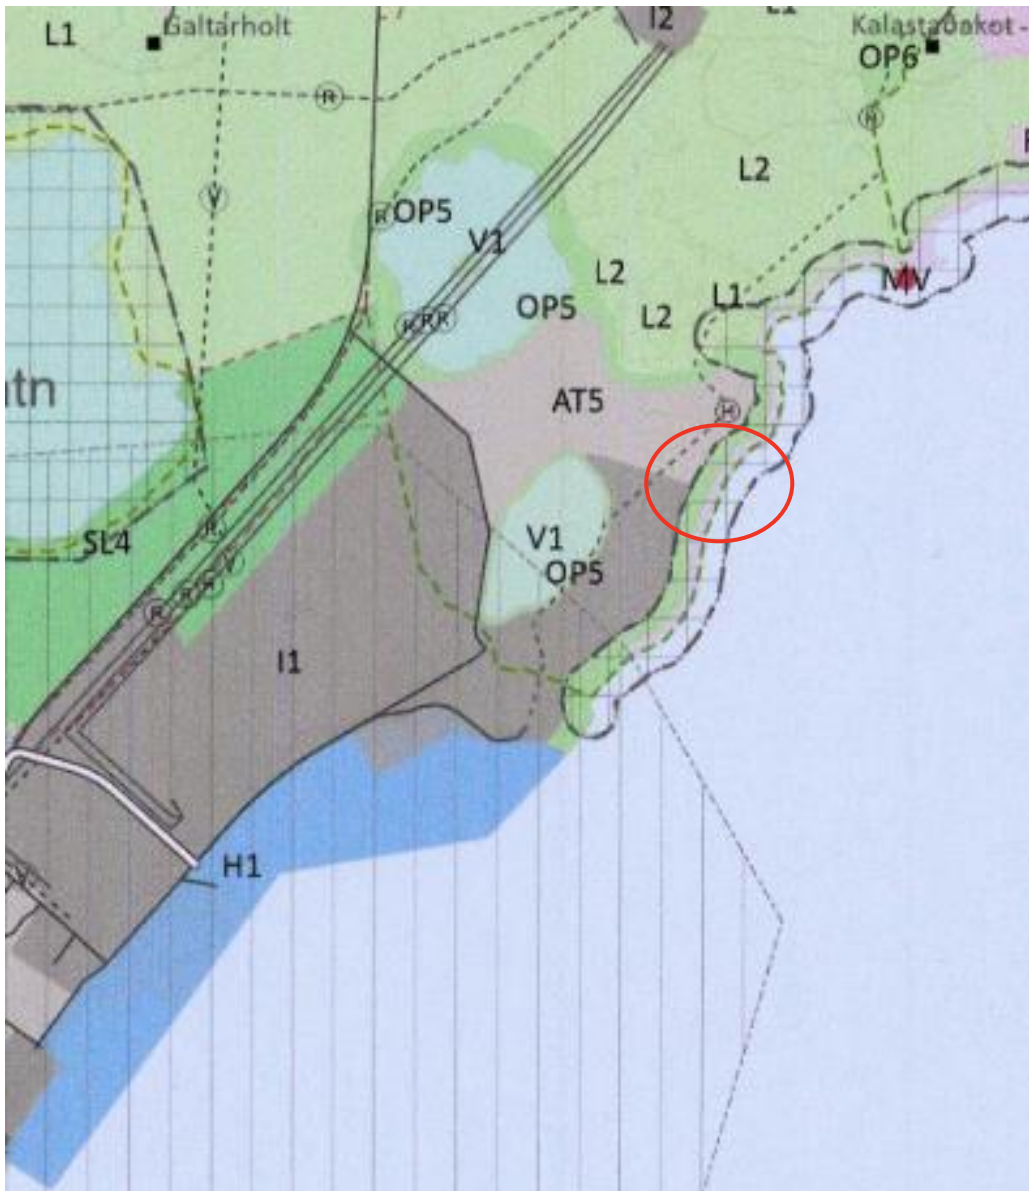 L1
Galtarholt
I2
L1
Kalastaðakot -
OP6
R
H
L2
V
R OP5
V1
L2
OP5
L2
L1
MV
R R R
tn
AT5
H
SL4
R
V1
OP5
R R V
R
I1
H1